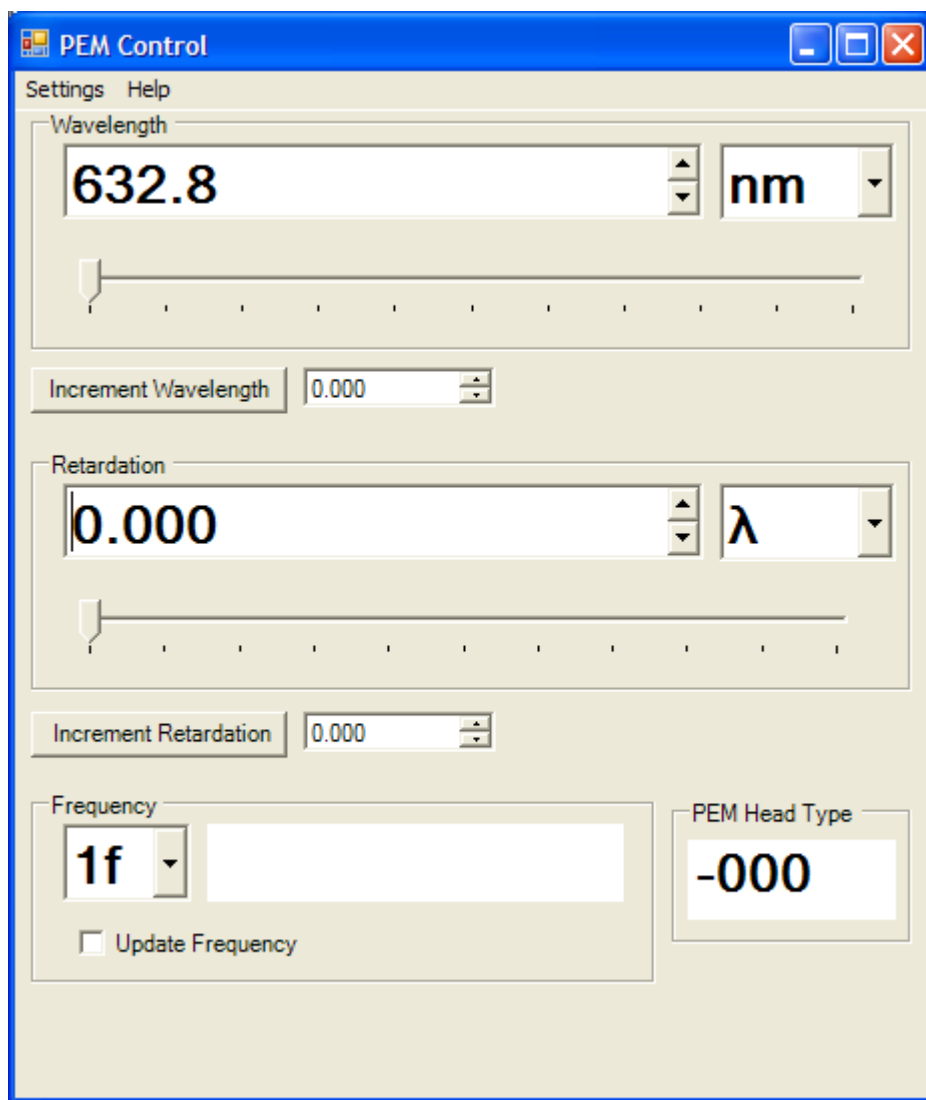 PEM Control
Settings Help
Wavelength
632.8 nm
Increment Wavelength 0.000
Retardation
0.000 λ
Increment Retardation 0.000
Frequency
PEM Head Type
1f
-000
Update Frequency